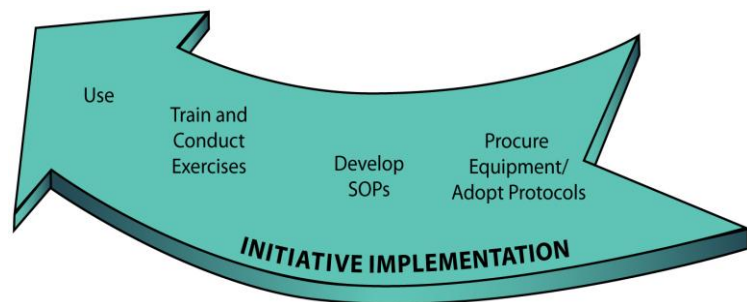 Use
Train and
Conduct
Exercises
Develop
SOPs
Procure
Equipment/
Adopt Protocols
INITIATIVE IMPLEMENTATION